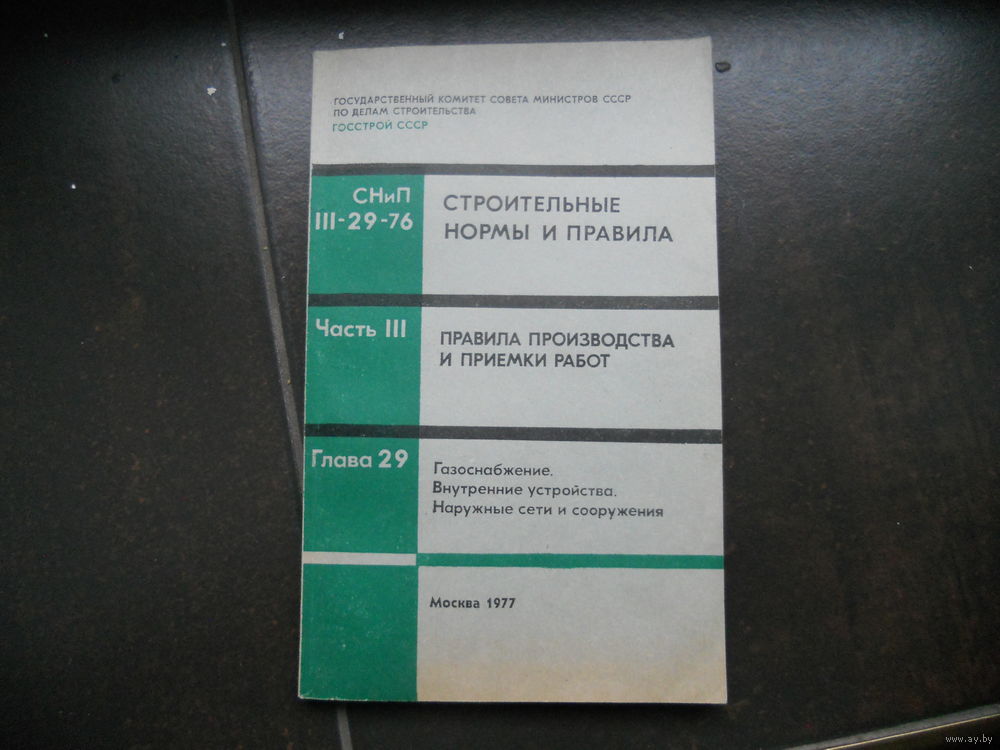 ГОСУДАРСТВЕННЫЙ КОМИТЕТ СОВЕТА МИНИСТРОВ СССР
ПО ДЕЛАМ СТРОИТЕЛЬСТВА
ГОССТРОЙ СССР
СНиП
III-29-76
СТРОИТЕЛЬНЫЕ
НОРМЫ И ПРАВИЛА
Часть III
ПРАВИЛА ПРОИЗВОДСТВА
И ПРИЕМКИ РАБОТ
Глава 29
Газоснабжение.
Внутренние устройства.
Наружные сети и сооружения
Москва 1977
www.ay.by